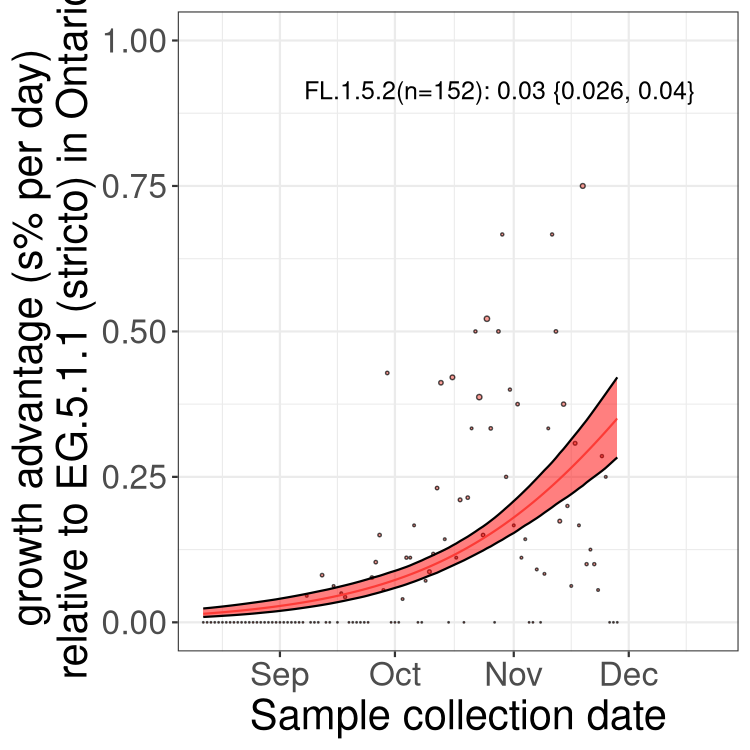 growth advantage (s% per day)
relative to EG.5.1.1 (stricto) in Ontario
1.00
0.75
0.50
0.25
0.00
FL.1.5.2(n=152): 0.03 {0.026, 0.04}
Sep Oct Nov Dec
Sample collection date